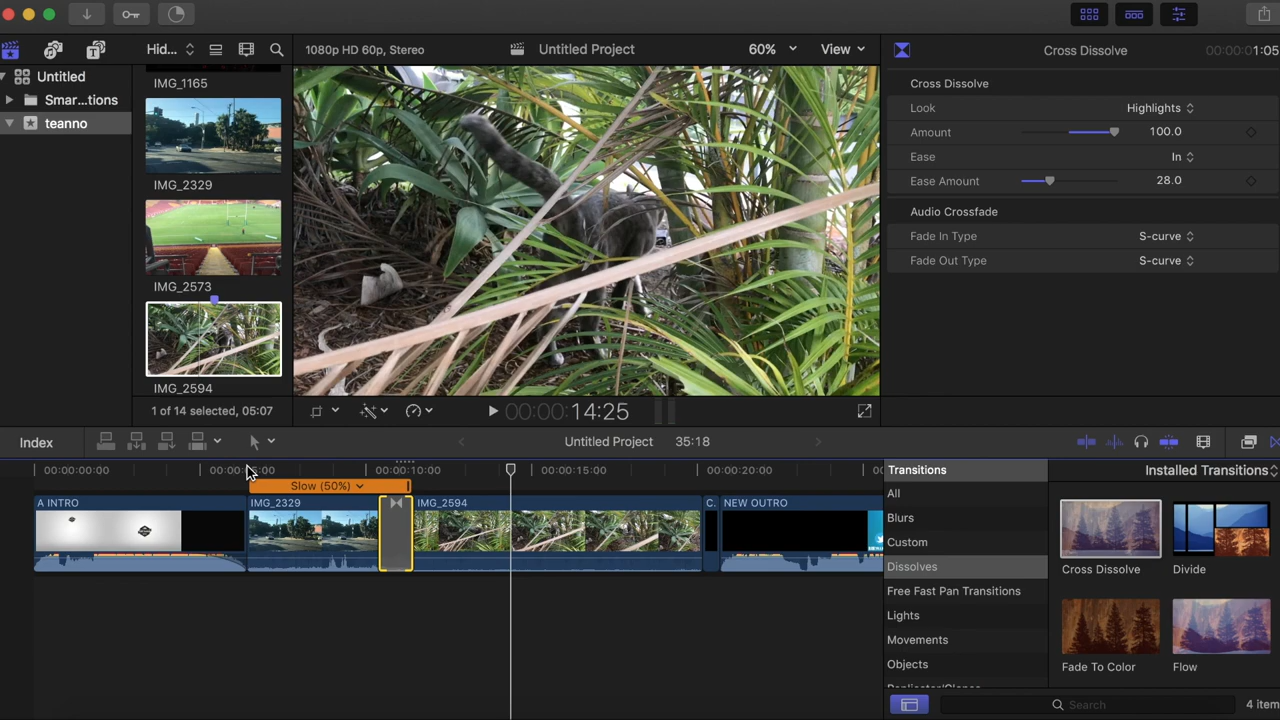 Hid...
1080p HD 60p, Stereo
Untitled Project
60%
View
Cross Dissolve
1:05
Untitled
Smar...tions
teanno
IMG_1165
IMG_2329
IMG_2573
IMG_2594
1 of 14 selected, 05:07
00:00:00:14:25
Cross Dissolve
Look
Highlights
Amount
100.0
Ease
In
Ease Amount
28.0
Audio Crossfade
Fade In Type
S-curve
Fade Out Type
S-curve
Index
Untitled Project
35:18
00:00:00:00
00:00:10:00
00:00:15:00
00:00:20:00
Slow (50%)
A INTRO
IMG_2329
IMG_2594
C.
NEW OUTRO
Transitions
Installed Transitions
All
Blurs
Custom
Dissolves
Free Fast Pan Transitions
Lights
Movements
Objects
Cross Dissolve
Divide
Fade To Color
Flow
Search
4 item